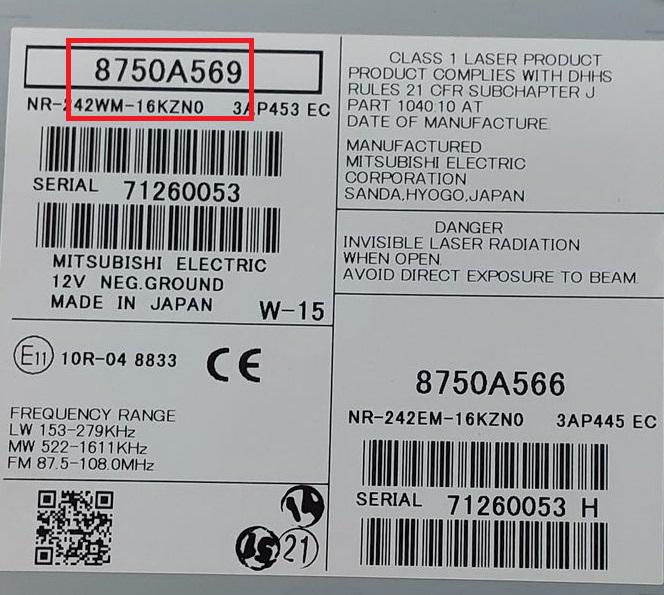 8750A569
NR-242WM-16KZN0 3AP453 EC
SERIAL 71260053
MITSUBISHI ELECTRIC
12V NEG.GROUND
MADE IN JAPAN W-15
E11 10R-04 8833 CE
FREQUENCY RANGE
LW 153-279KHz
MW 522-1611KHz
FM 87.5-108.0MHz
14
15 21
CLASS 1 LASER PRODUCT
PRODUCT COMPLIES WITH DHHS
RULES 21 CFR SUBCHAPTER J
PART 1040.10 AT
DATE OF MANUFACTURE.
MANUFACTURED
MITSUBISHI ELECTRIC
CORPORATION
SANDA,HYOGO,JAPAN
DANGER
INVISIBLE LASER RADIATION
WHEN OPEN.
AVOID DIRECT EXPOSURE TO BEAM.
8750A566
NR-242EM-16KZN0 3AP445 EC
SERIAL 71260053 H